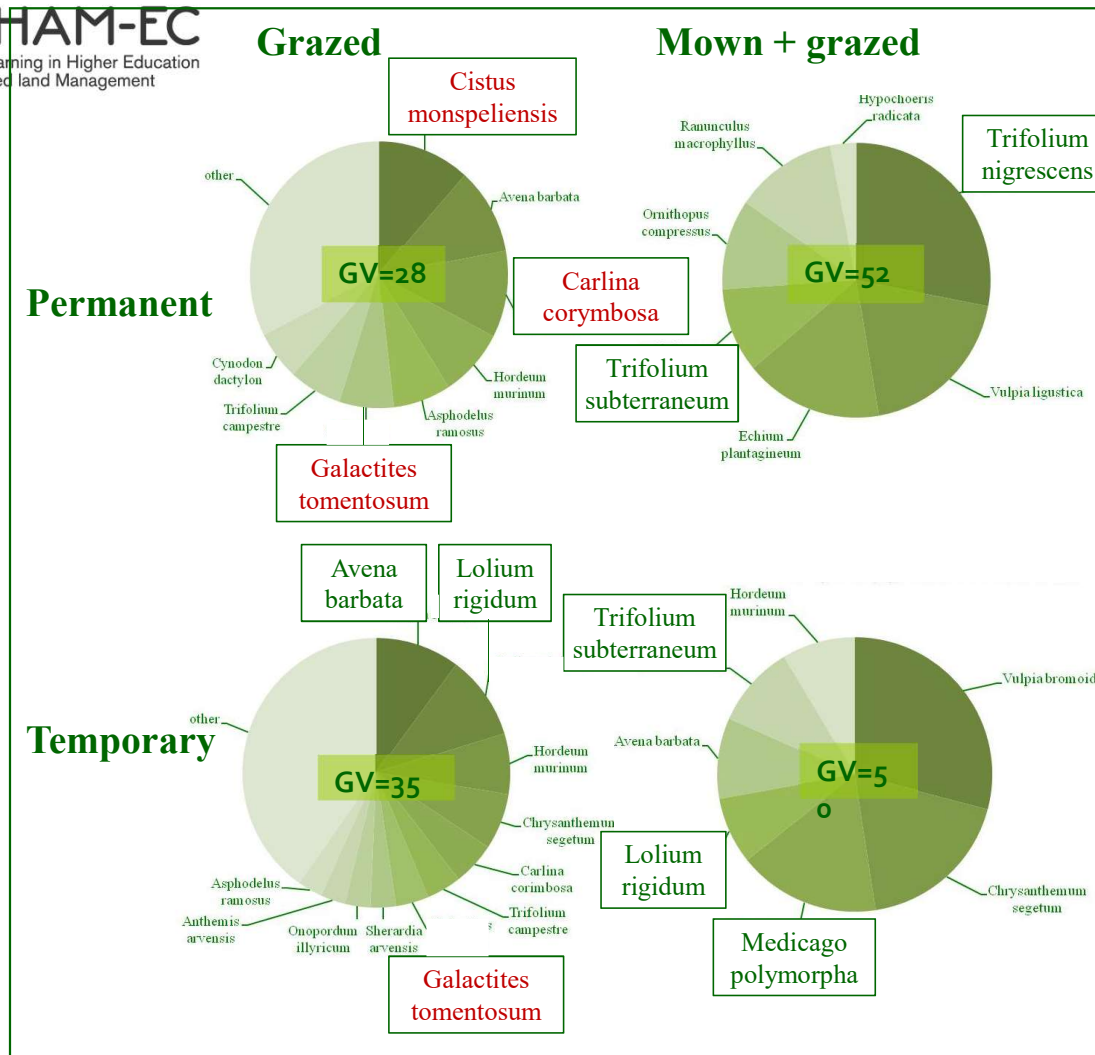 HAM-EC
arning in Higher Education
ed land Management
Grazed
Mown + grazed
Permanent
Cistus
monspeliensis
other
Avena barbata
GV=28
Carlina
corymbosa
Cynodon
dactylon
Hordeum
murinum
Trifolium
campestre
Asphodelus
ramosus
Galactites
tomentosum
Hypochoeris
radicata
Ranunculus
macrophyllus
Trifolium
nigrescens
Ornithopus
compressus
GV=52
Trifolium
subterraneum
Vulpia ligustica
Echium
plantagineum
Temporary
Avena
barbata
Lolium
rigidum
other
Hordeum
murinum
GV=35
Chrysanthemum
segetum
Carlina
corimbosa
Asphodelus
ramosus
Trifolium
campestre
Anthemis
arvensis
Onopordum
illyricum
Sherardia
arvensis
s
Galactites
tomentosum
Hordeum
murinum
Trifolium
subterraneum
Vulpia bromoid
Avena barbata
GV=5
0
Lolium
rigidum
Chrysanthemum
segetum
Medicago
polymorpha